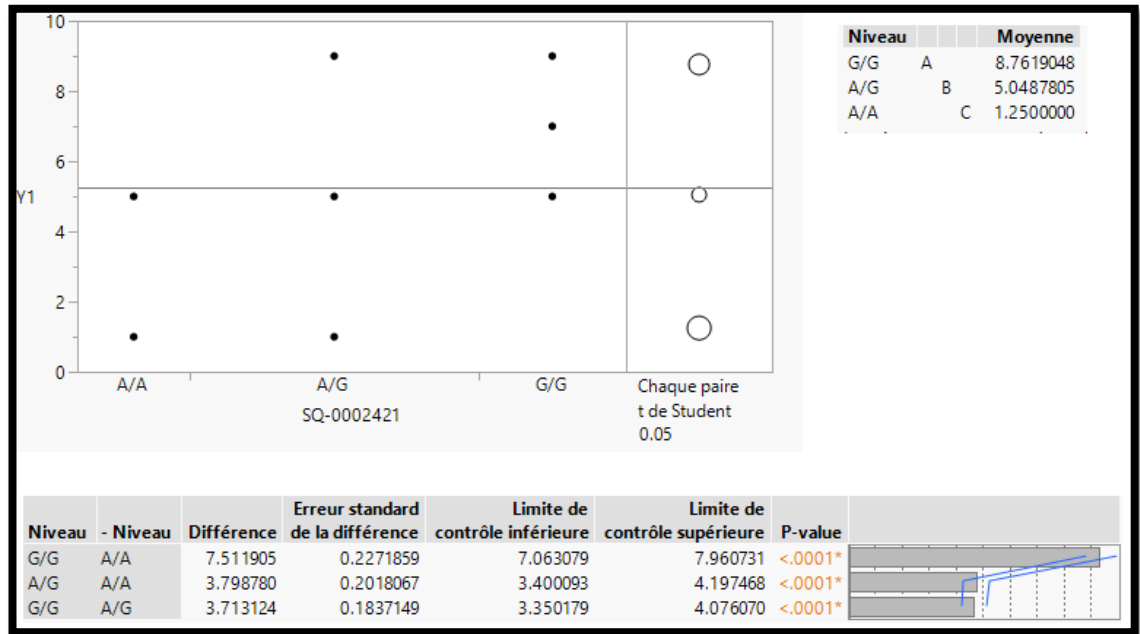 10
8
6
Y1
4
2
0
A/A A/G G/G
SQ-0002421
Chaque paire
t de Student
0.05
Niveau Moyenne
G/G A 8.7619048
A/G B 5.0487805
A/A C 1.2500000
Niveau - Niveau Différence Erreur standard de la différence Limite de contrôle inférieure Limite de contrôle supérieure P-value
G/G A/A 7.511905 0.2271859 7.063079 7.960731 <.0001*
A/G A/A 3.798780 0.2018067 3.400093 4.197468 <.0001*
G/G A/G 3.713124 0.1837149 3.350179 4.076070 <.0001*